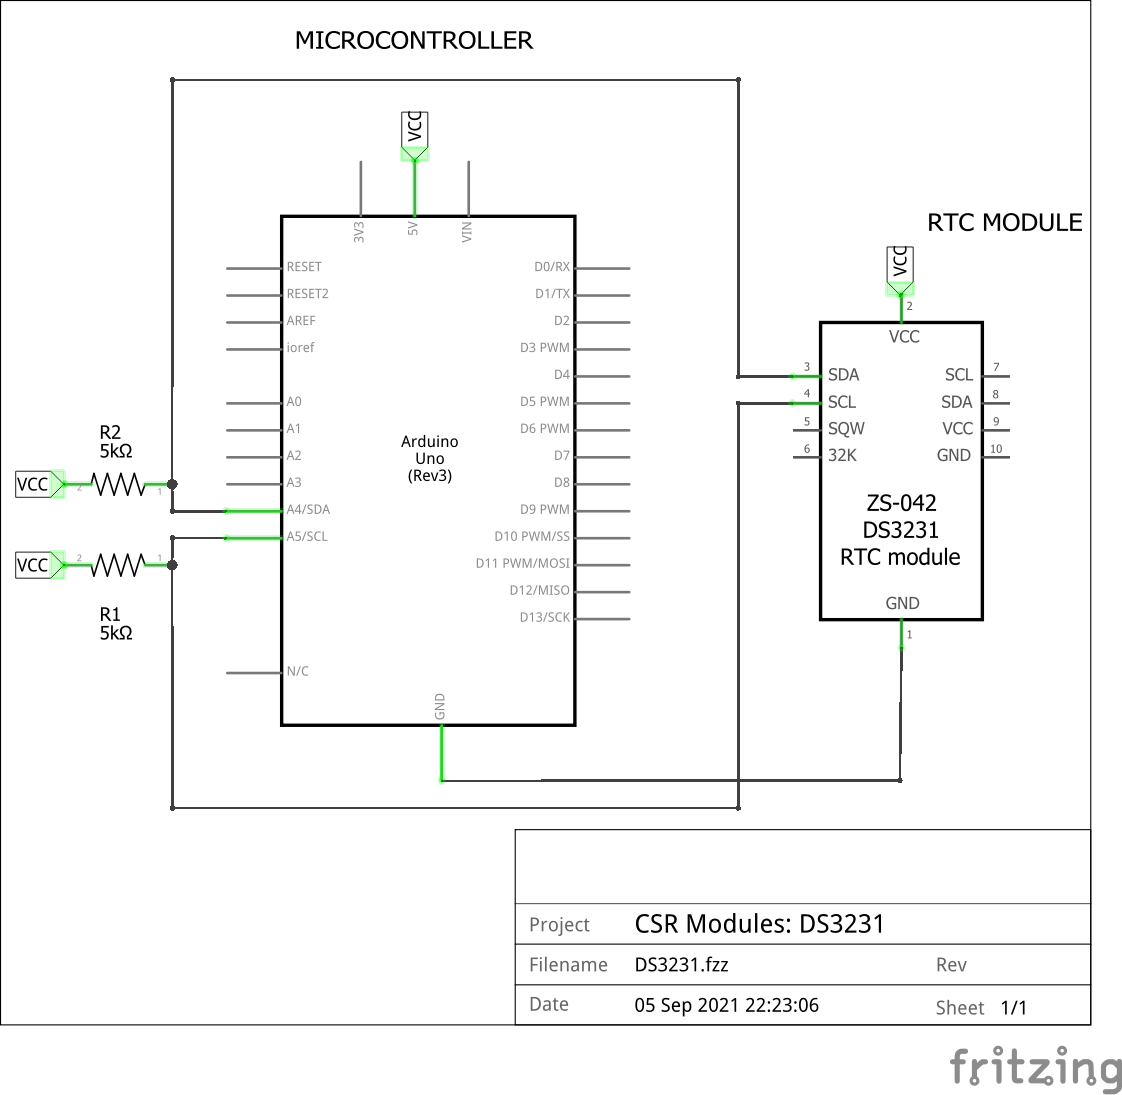 MICROCONTROLLER
VCC
3V3
5V
VIN
RTC MODULE
VCC
2
VCC
RESET
RESET2
AREF
ioref
A0
A1
A2
A3
A4/SDA
A5/SCL
N/C
Arduino
Uno
(Rev3)
D0/RX
D1/TX
D2
D3 PWM
D4
D5 PWM
D6 PWM
D7
D8
D9 PWM
D10 PWM/SS
D11 PWM/MOSI
D12/MISO
D13/SCK
GND
R2
5kΩ
VCC
2
1
VCC
2
1
R1
5kΩ
3 SDA
4 SCL
5 SQW
6 32K
SCL 7
SDA 8
VCC 9
GND 10
ZS-042
DS3231
RTC module
GND
1
Project CSR Modules: DS3231
Filename DS3231.fzz Rev
Date 05 Sep 2021 22:23:06 Sheet 1/1
fritzing